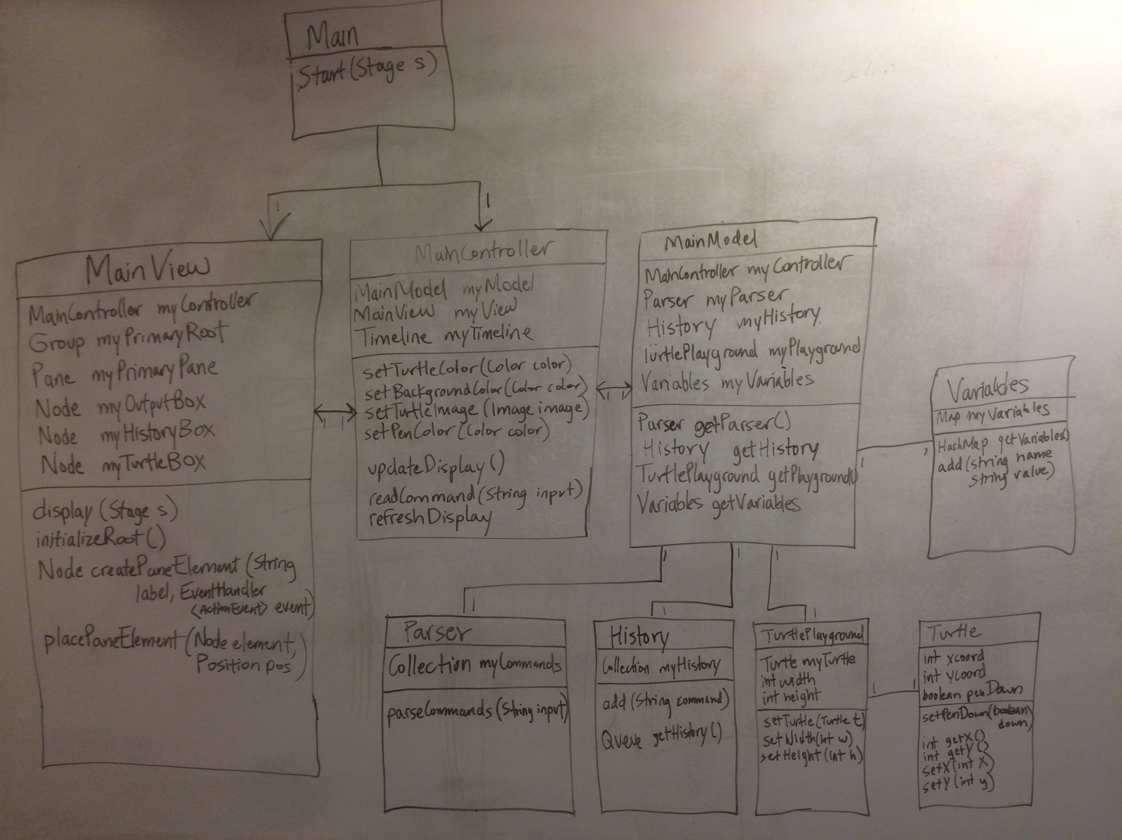 Main
Start(Stage s)
1
1
MainView
MainController myController
Group myPrimaryRoot
Pane myPrimaryPane
Node myOutputBox
Node myHistoryBox
Node myTurtleBox
display (Stage s)
initializeRoot()
Node createPaneElement (String
label, EventHandler
<ActionEvent> event)
placePaneElement (Node element,
Position pos)
1 1
MainController
MainModel myModel
MainView myView
Timeline myTimeline
setTurtleColor(Color color)
setBackgroundColor(Color color)
setTurtleImage (Image image)
setPenColor (Color color)
updateDisplay()
readCommand(String input)
refreshDisplay
1 1
MainModel
MainController myController
Parser myParser
History myHistory
TurtlePlayground myPlayground
Variables myVariables
Parser getParser()
History getHistory
TurtlePlayground getPlayground()
Variables getVariables
1 1
Variables
Map myVariables
HashMap getVariables()
add(string name
string value)
1 1 1
1 1 1
Parser
Collection myCommands
parseCommands (String input)
History
Collection myHistory
add (String command)
Queue getHistory()
TurtlePlayground
Turtle myTurtle
int width
int height
setTurtle(Turtle t)
setWidth(int w)
setHeight(int h)
1 1
Turtle
int xcoord
int ycoord
boolean penDown
setPenDown(boolean
down)
int getX()
int getY()
setX(int X)
setY(int y)